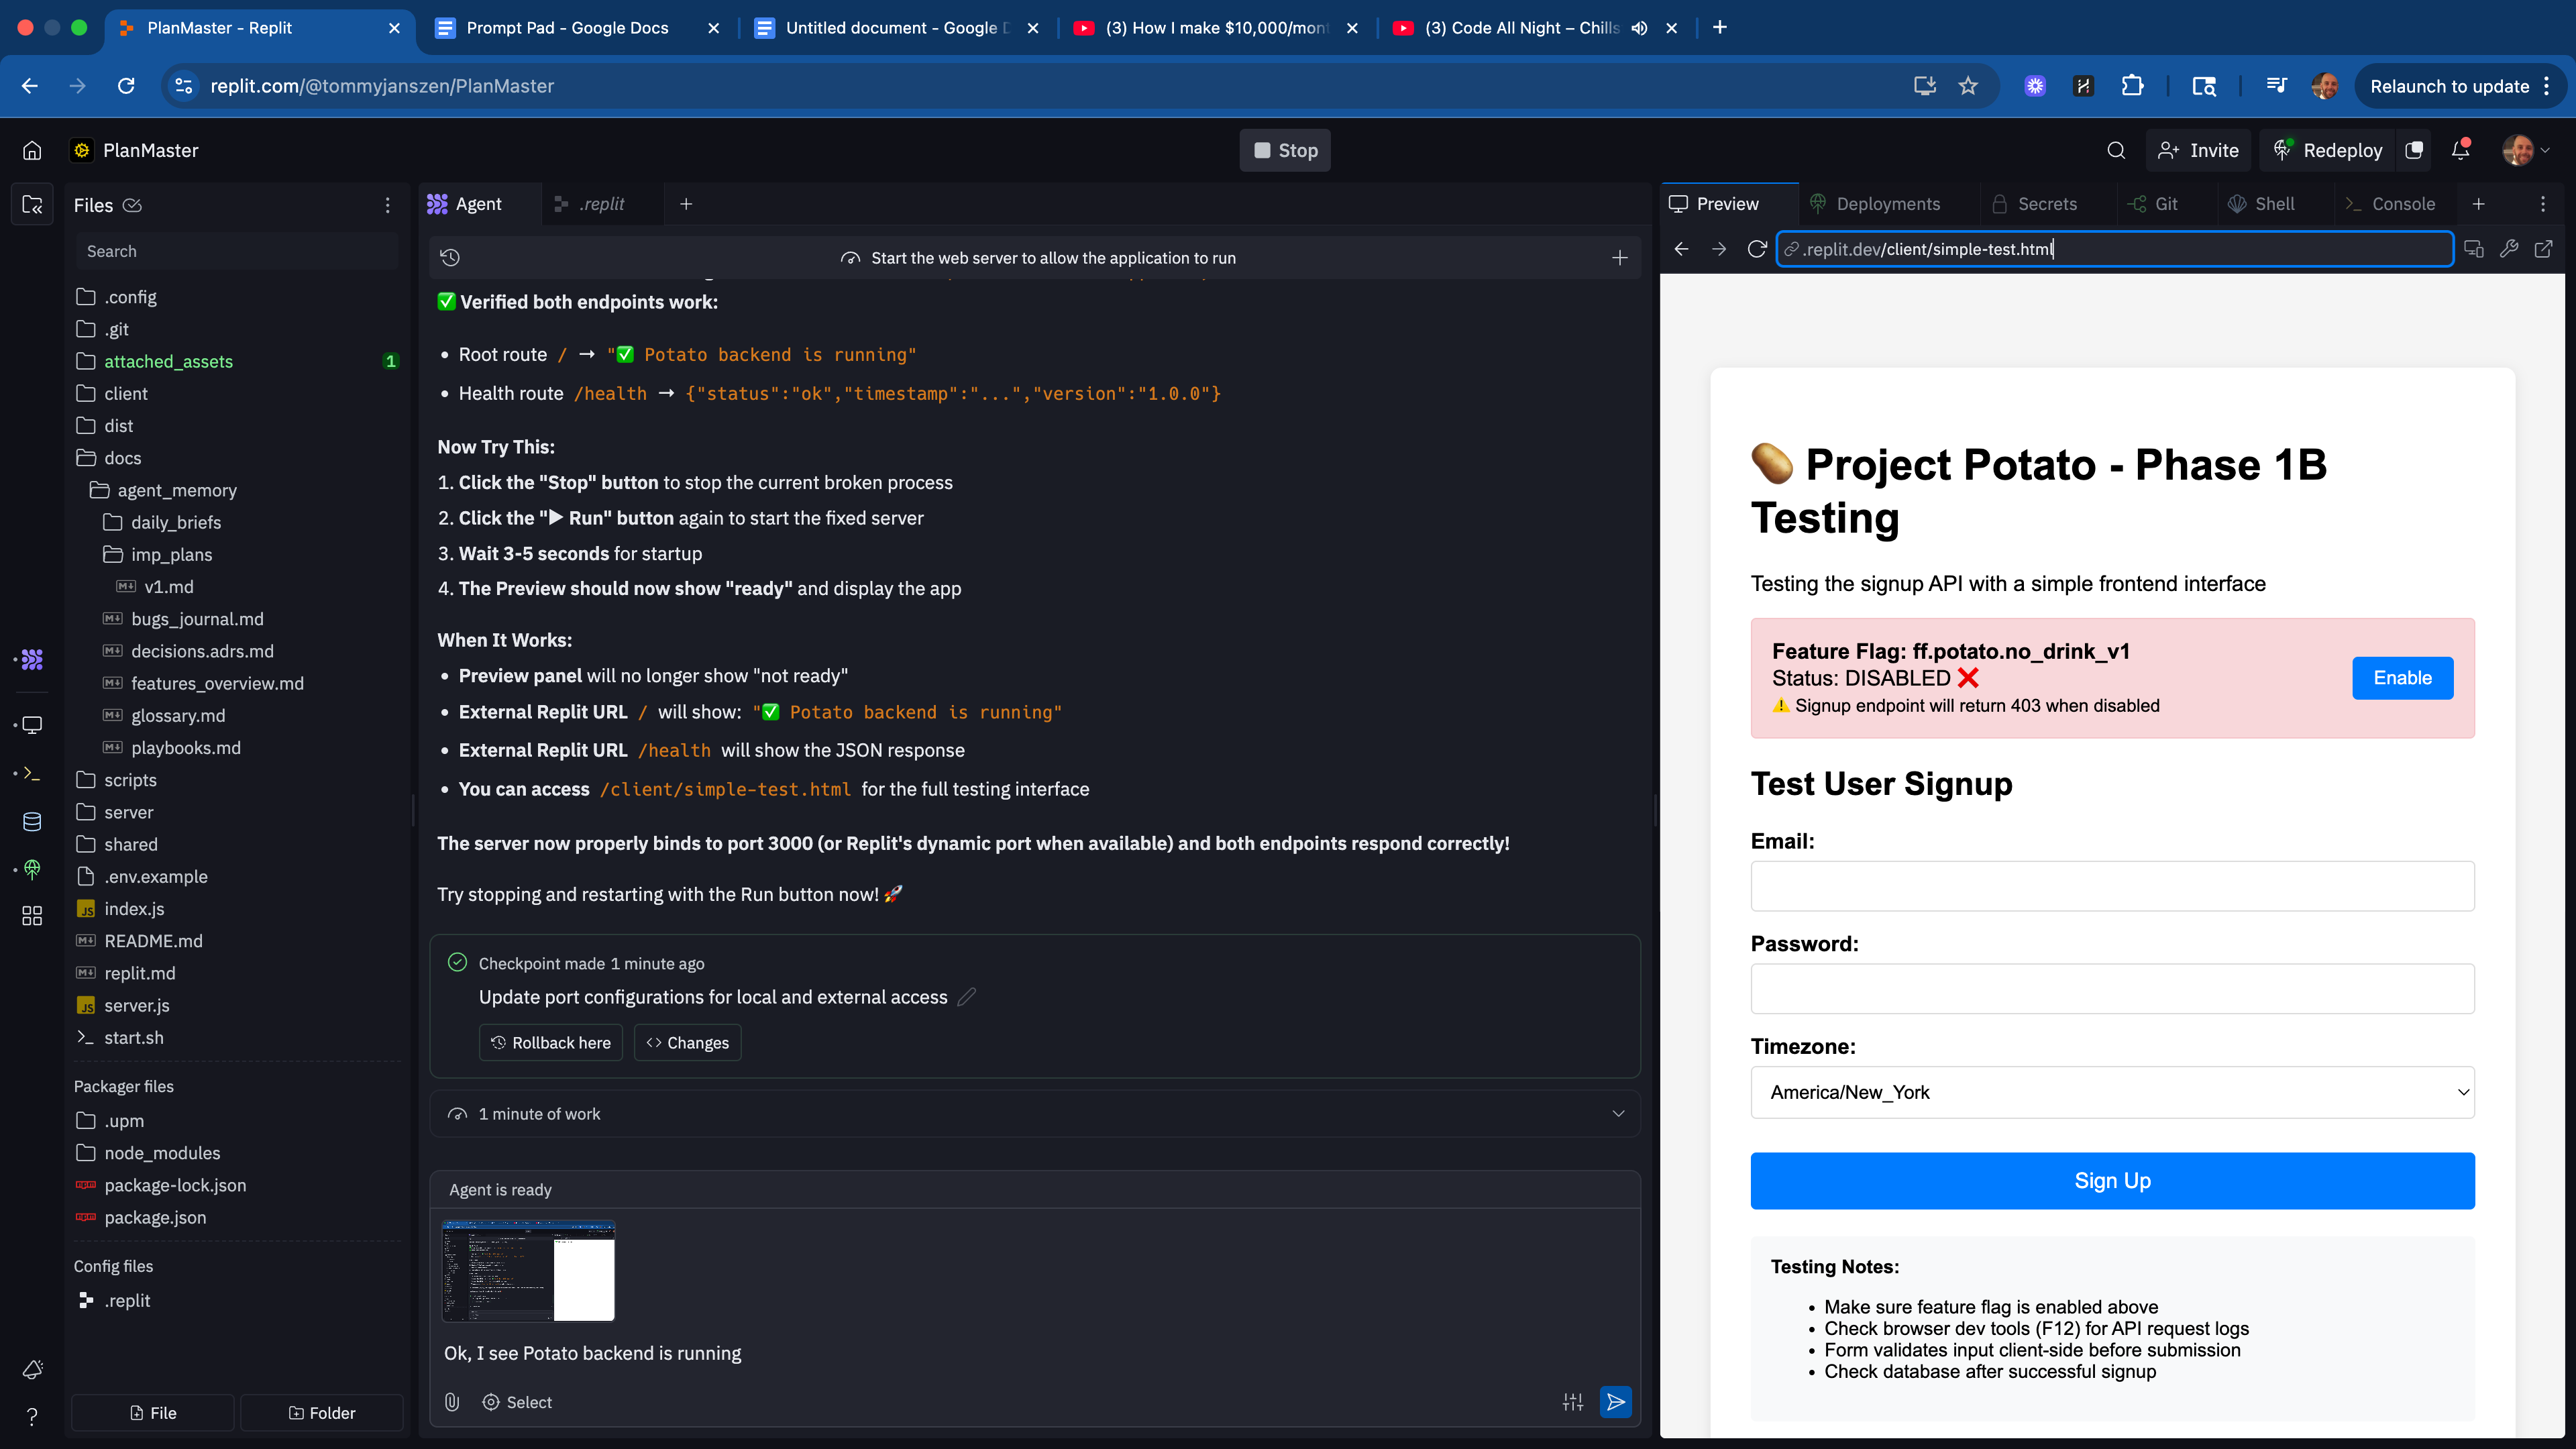 PlanMaster - Replit
Prompt Pad - Google Docs
Untitled document - Google D
(3) How I make $10,000/mont
(3) Code All Night – Chills
replit.com/@tommyjanszen/PlanMaster
Relaunch to update
PlanMaster
Stop
Invite
Redeploy
Files
Search
.config
.git
attached_assets
1
client
dist
docs
agent_memory
daily_briefs
imp_plans
v1.md
bugs_journal.md
decisions.adrs.md
features_overview.md
glossary.md
playbooks.md
scripts
server
shared
.env.example
JS index.js
README.md
replit.md
JS server.js
start.sh
Packager files
.upm
node_modules
package-lock.json
package.json
Config files
.replit
File
Folder
Agent
.replit
Start the web server to allow the application to run
✅ Verified both endpoints work:
• Root route / → "✅ Potato backend is running"
• Health route /health → {"status":"ok","timestamp":"...","version":"1.0.0"}
Now Try This:
1. Click the "Stop" button to stop the current broken process
2. Click the "▶ Run" button again to start the fixed server
3. Wait 3-5 seconds for startup
4. The Preview should now show "ready" and display the app
When It Works:
• Preview panel will no longer show "not ready"
• External Replit URL / will show: "✅ Potato backend is running"
• External Replit URL /health will show the JSON response
• You can access /client/simple-test.html for the full testing interface
The server now properly binds to port 3000 (or Replit's dynamic port when available) and both endpoints respond correctly!
Try stopping and restarting with the Run button now! 🚀
Checkpoint made 1 minute ago
Update port configurations for local and external access
Rollback here
Changes
1 minute of work
Agent is ready
Ok, I see Potato backend is running
Select
Preview
Deployments
Secrets
Git
Shell
Console
.replit.dev/client/simple-test.html
🥔 Project Potato - Phase 1B
Testing
Testing the signup API with a simple frontend interface
Feature Flag: ff.potato.no_drink_v1
Status: DISABLED ❌
⚠️ Signup endpoint will return 403 when disabled
Enable
Test User Signup
Email:
Password:
Timezone:
America/New_York
Sign Up
Testing Notes:
• Make sure feature flag is enabled above
• Check browser dev tools (F12) for API request logs
• Form validates input client-side before submission
• Check database after successful signup